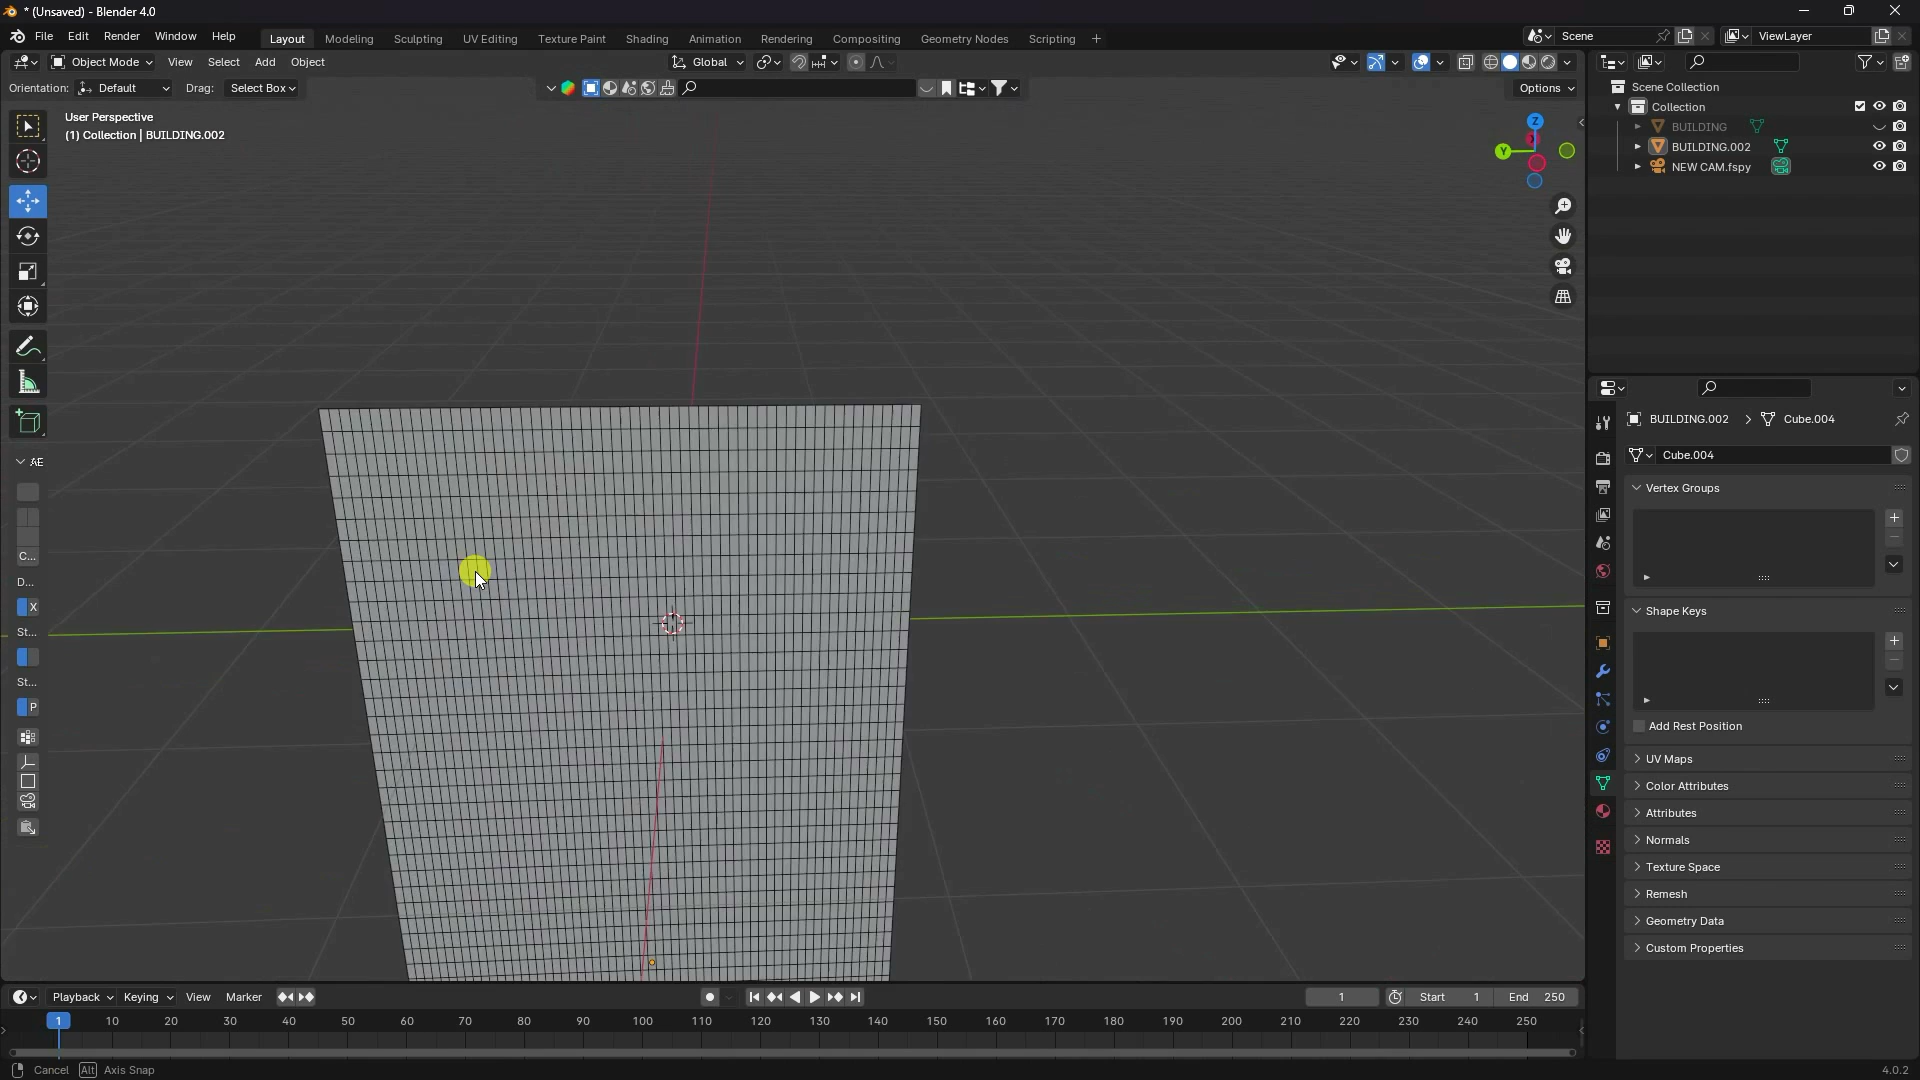 * (Unsaved) - Blender 4.0
File Edit Render Window Help
Layout Modeling Sculpting UV Editing Texture Paint Shading Animation Rendering Compositing Geometry Nodes Scripting +
Scene
ViewLayer
Object Mode View Select Add Object
Global
Orientation: Default Drag: Select Box
Options
User Perspective
(1) Collection | BUILDING.002
Z
Y
AE
C...
D...
X
St...
St...
P
Scene Collection
Collection
BUILDING
BUILDING.002
NEW CAM.fspy
BUILDING.002 > Cube.004
Cube.004
Vertex Groups
Shape Keys
Add Rest Position
UV Maps
Color Attributes
Attributes
Normals
Texture Space
Remesh
Geometry Data
Custom Properties
Playback Keying View Marker
1 Start 1 End 250
1 10 20 30 40 50 60 70 80 90 100 110 120 130 140 150 160 170 180 190 200 210 220 230 240 250
Cancel Alt Axis Snap
4.0.2